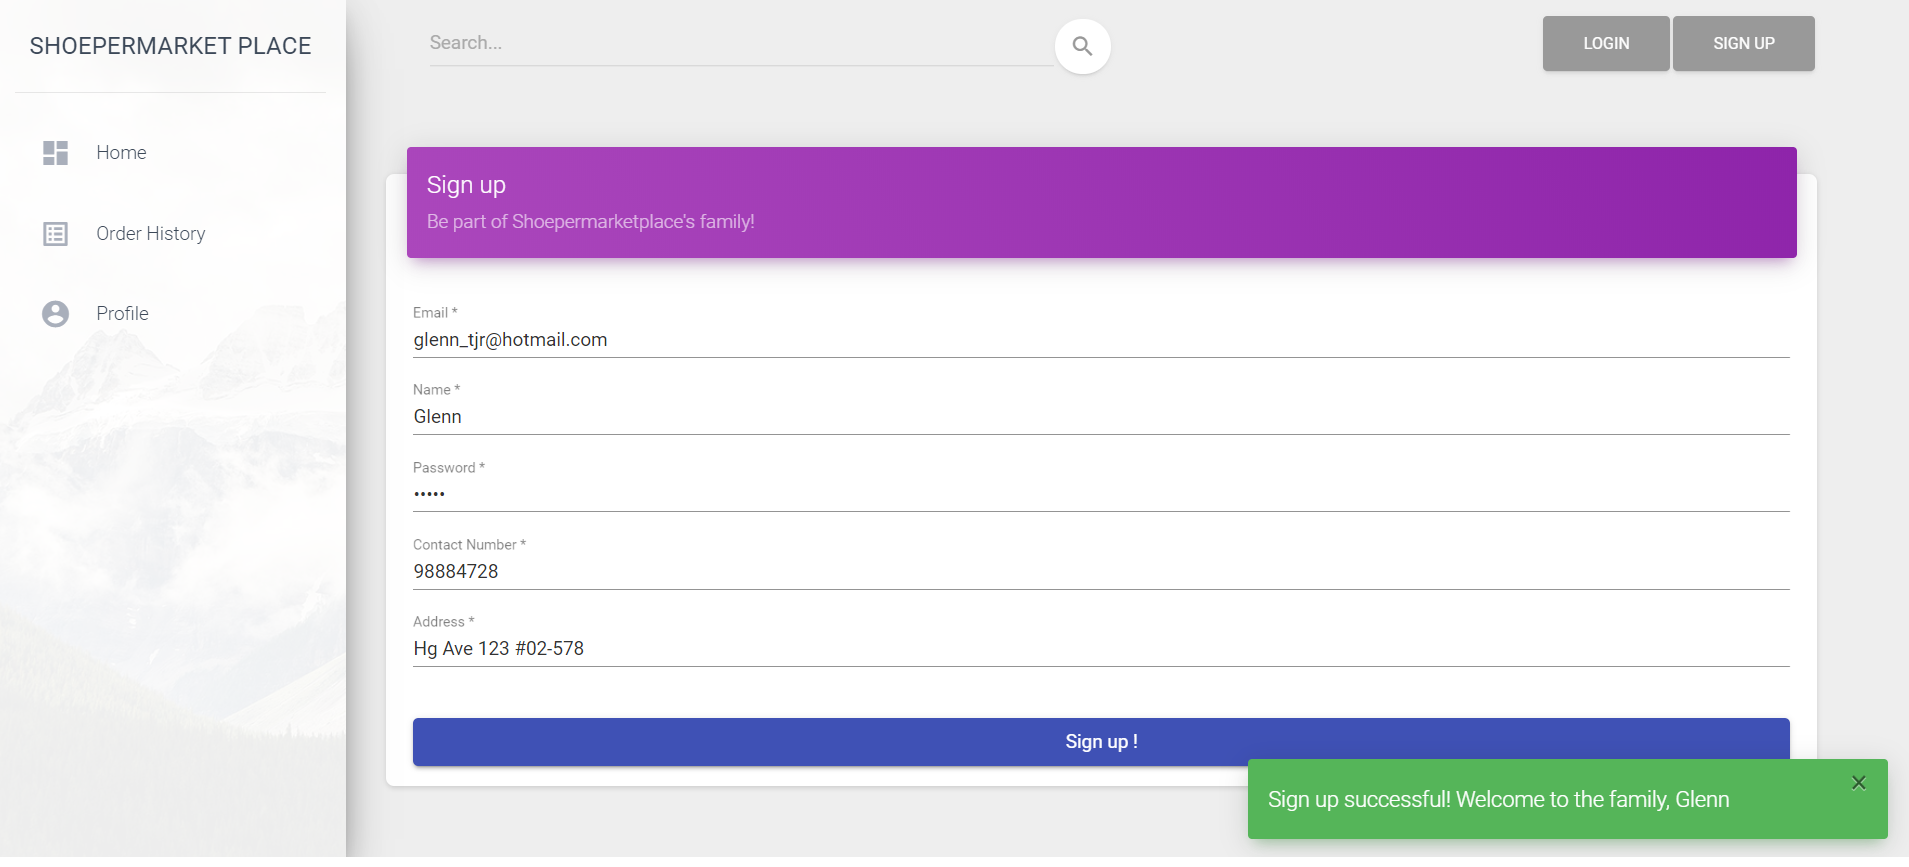 SHOEPERMARKET PLACE
Home
Order History
Profile
Search...
LOGIN
SIGN UP
Sign up
Be part of Shoepermarketplace's family!
Email *
glenn_tjr@hotmail.com
Name *
Glenn
Password *
•••••
Contact Number *
98884728
Address *
Hg Ave 123 #02-578
Sign up !
Sign up successful! Welcome to the family, Glenn